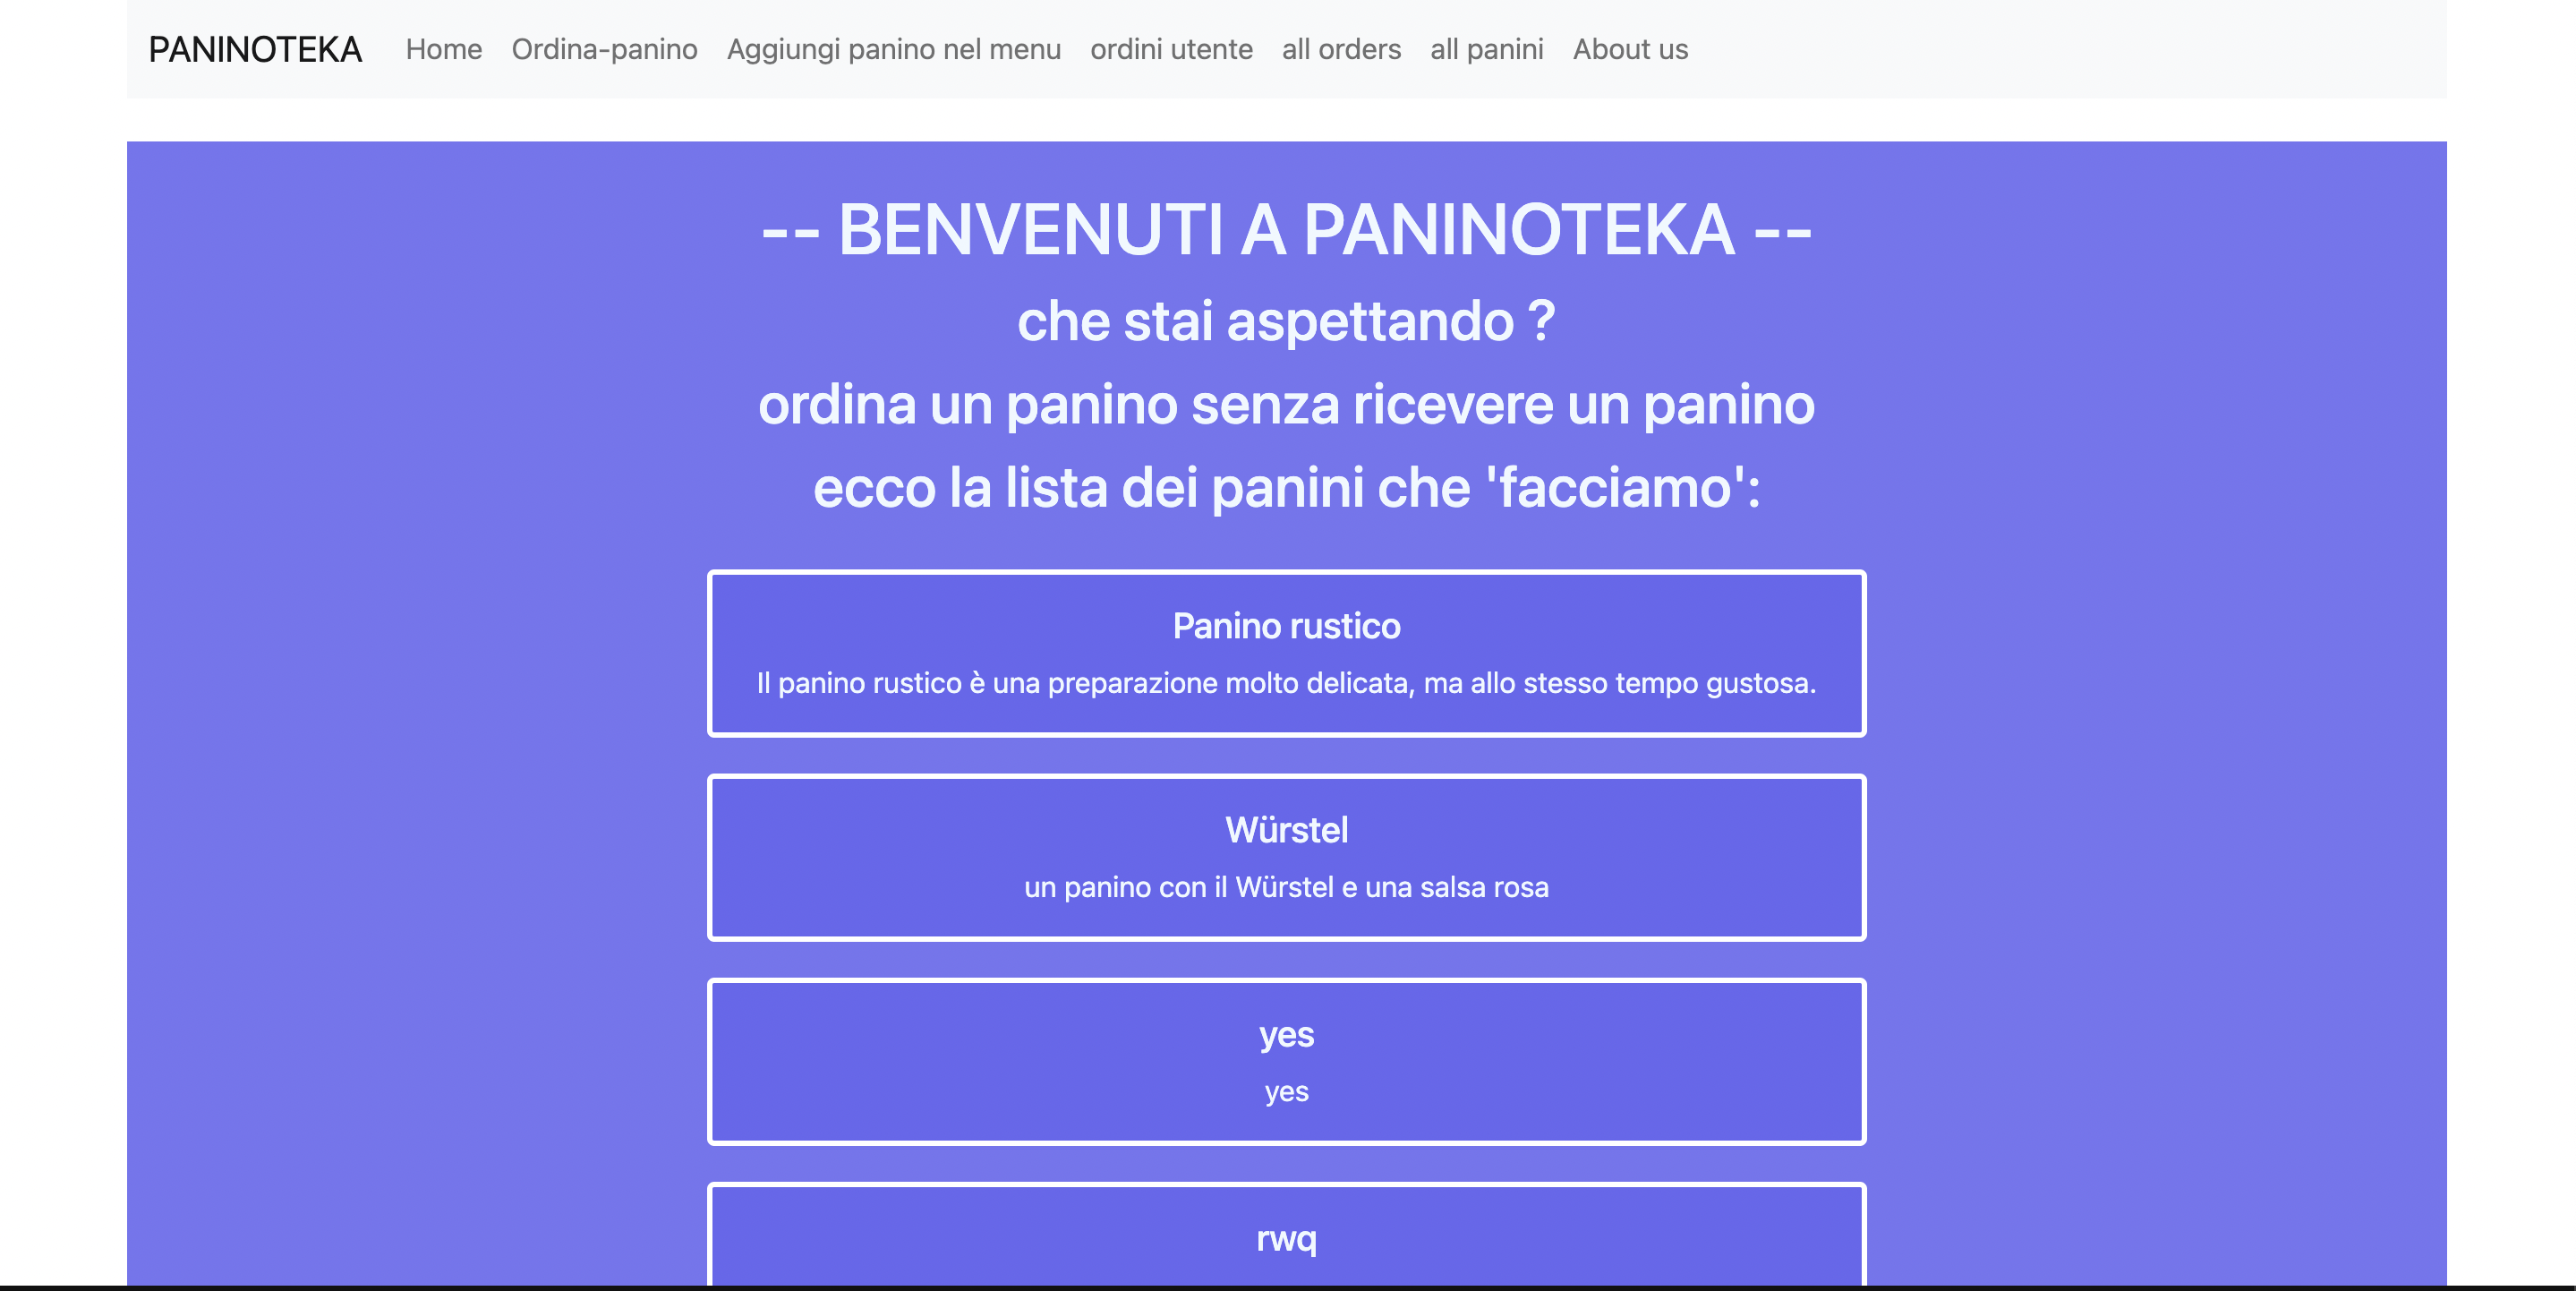 PANINOTEKA Home Ordina-panino Aggiungi panino nel menu ordini utente all orders all panini About us
-- BENVENUTI A PANINOTEKA --
che stai aspettando ?
ordina un panino senza ricevere un panino
ecco la lista dei panini che 'facciamo':
Panino rustico
Il panino rustico è una preparazione molto delicata, ma allo stesso tempo gustosa.
Würstel
un panino con il Würstel e una salsa rosa
yes
yes
rwq